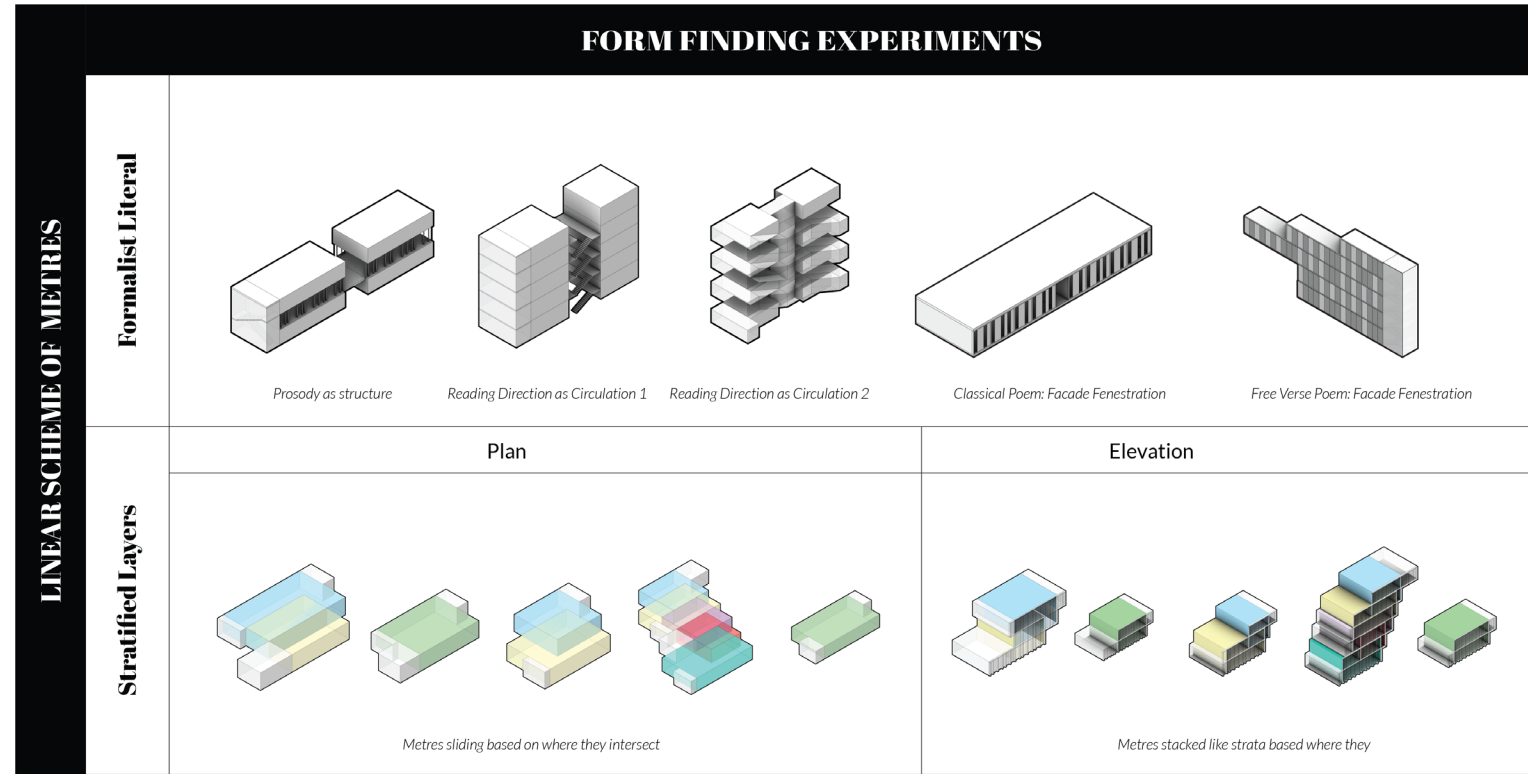 FORM FINDING EXPERIMENTS
LINEAR SCHEME OF METRES
Formalist Literal
Prosody as structure
Reading Direction as Circulation 1
Reading Direction as Circulation 2
Classical Poem: Facade Fenestration
Free Verse Poem: Facade Fenestration
Stratified Layers
Plan
Elevation
Metres sliding based on where they intersect
Metres stacked like strata based where they